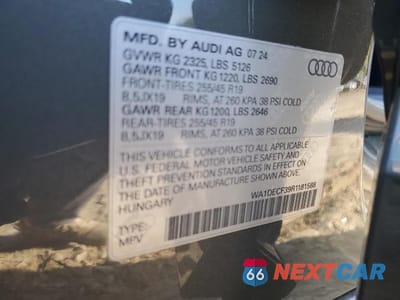 MFD. BY AUDI AG 07 24
GVWR KG 2325, LBS 5126
GAWR FRONT KG 1220, LBS 2690
FRONT-TIRES 255/45 R19
8,5JX19 RIMS, AT 260 KPA 38 PSI COLD
GAWR REAR KG 1200, LBS 2646
REAR-TIRES 255/45 R19
8,5JX19 RIMS, AT 260 KPA 38 PSI COLD
THIS VEHICLE CONFORMS TO ALL APPLICABLE
U.S. FEDERAL MOTOR VEHICLE SAFETY AND
THEFT PREVENTION STANDARDS IN EFFECT ON
THE DATE OF MANUFACTURE SHOWN ABOVE.
HUNGARY
WA1DECF39R1181588
TYPE:
MPV
66 NEXTCAR